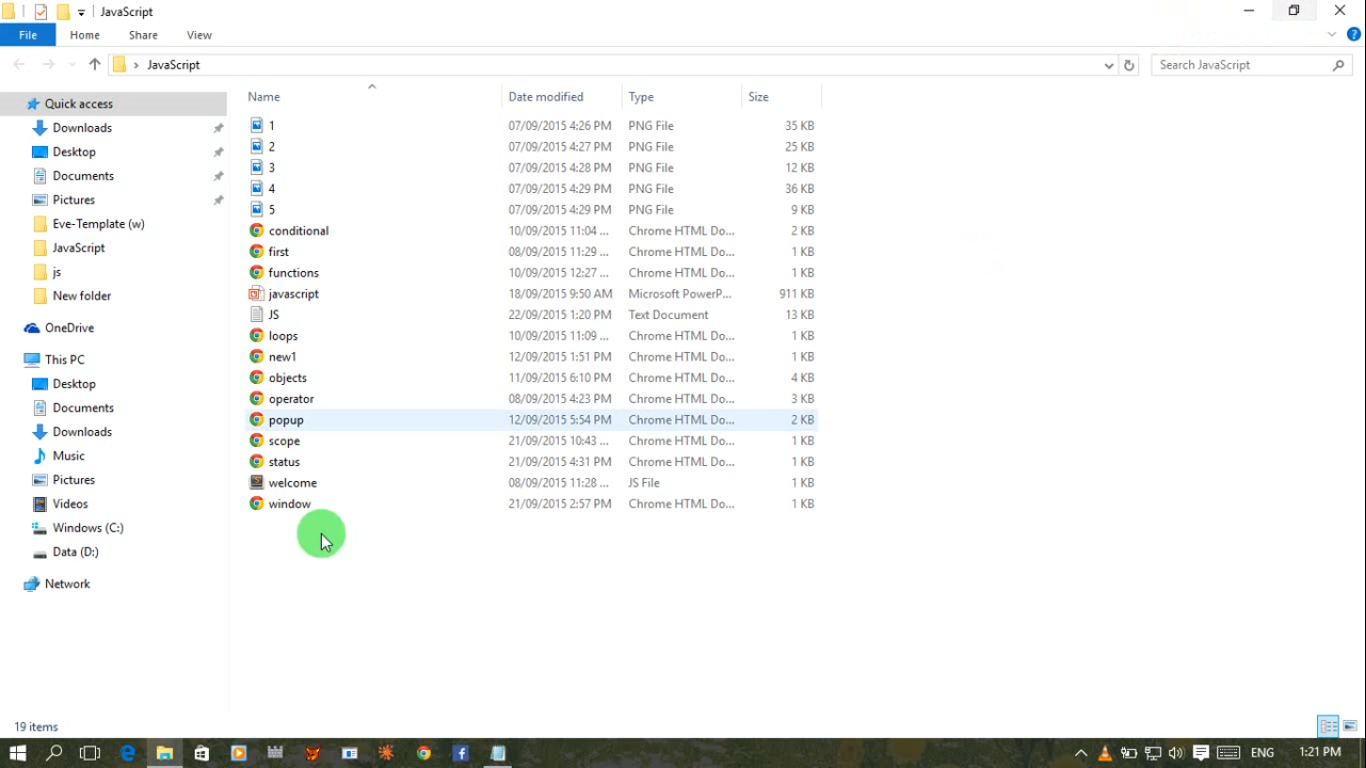 JavaScript
File Home Share View
JavaScript
Search JavaScript
Name Date modified Type Size
Quick access
Downloads
Desktop
Documents
Pictures
Eve-Template (w)
JavaScript
js
New folder
OneDrive
This PC
Desktop
Documents
Downloads
Music
Pictures
Videos
Windows (C:)
Data (D:)
Network
1 07/09/2015 4:26 PM PNG File 35 KB
2 07/09/2015 4:27 PM PNG File 25 KB
3 07/09/2015 4:28 PM PNG File 12 KB
4 07/09/2015 4:29 PM PNG File 36 KB
5 07/09/2015 4:29 PM PNG File 9 KB
conditional 10/09/2015 11:04 ... Chrome HTML Do... 2 KB
first 08/09/2015 11:29 ... Chrome HTML Do... 1 KB
functions 10/09/2015 12:27 ... Chrome HTML Do... 1 KB
javascript 18/09/2015 9:50 AM Microsoft PowerP... 911 KB
JS 22/09/2015 1:20 PM Text Document 13 KB
loops 10/09/2015 11:09 ... Chrome HTML Do... 1 KB
new1 12/09/2015 1:51 PM Chrome HTML Do... 1 KB
objects 11/09/2015 6:10 PM Chrome HTML Do... 4 KB
operator 08/09/2015 4:23 PM Chrome HTML Do... 3 KB
popup 12/09/2015 5:54 PM Chrome HTML Do... 2 KB
scope 21/09/2015 10:43 ... Chrome HTML Do... 1 KB
status 21/09/2015 4:31 PM Chrome HTML Do... 1 KB
welcome 08/09/2015 11:28 ... JS File 1 KB
window 21/09/2015 2:57 PM Chrome HTML Do... 1 KB
19 items
ENG 1:21 PM